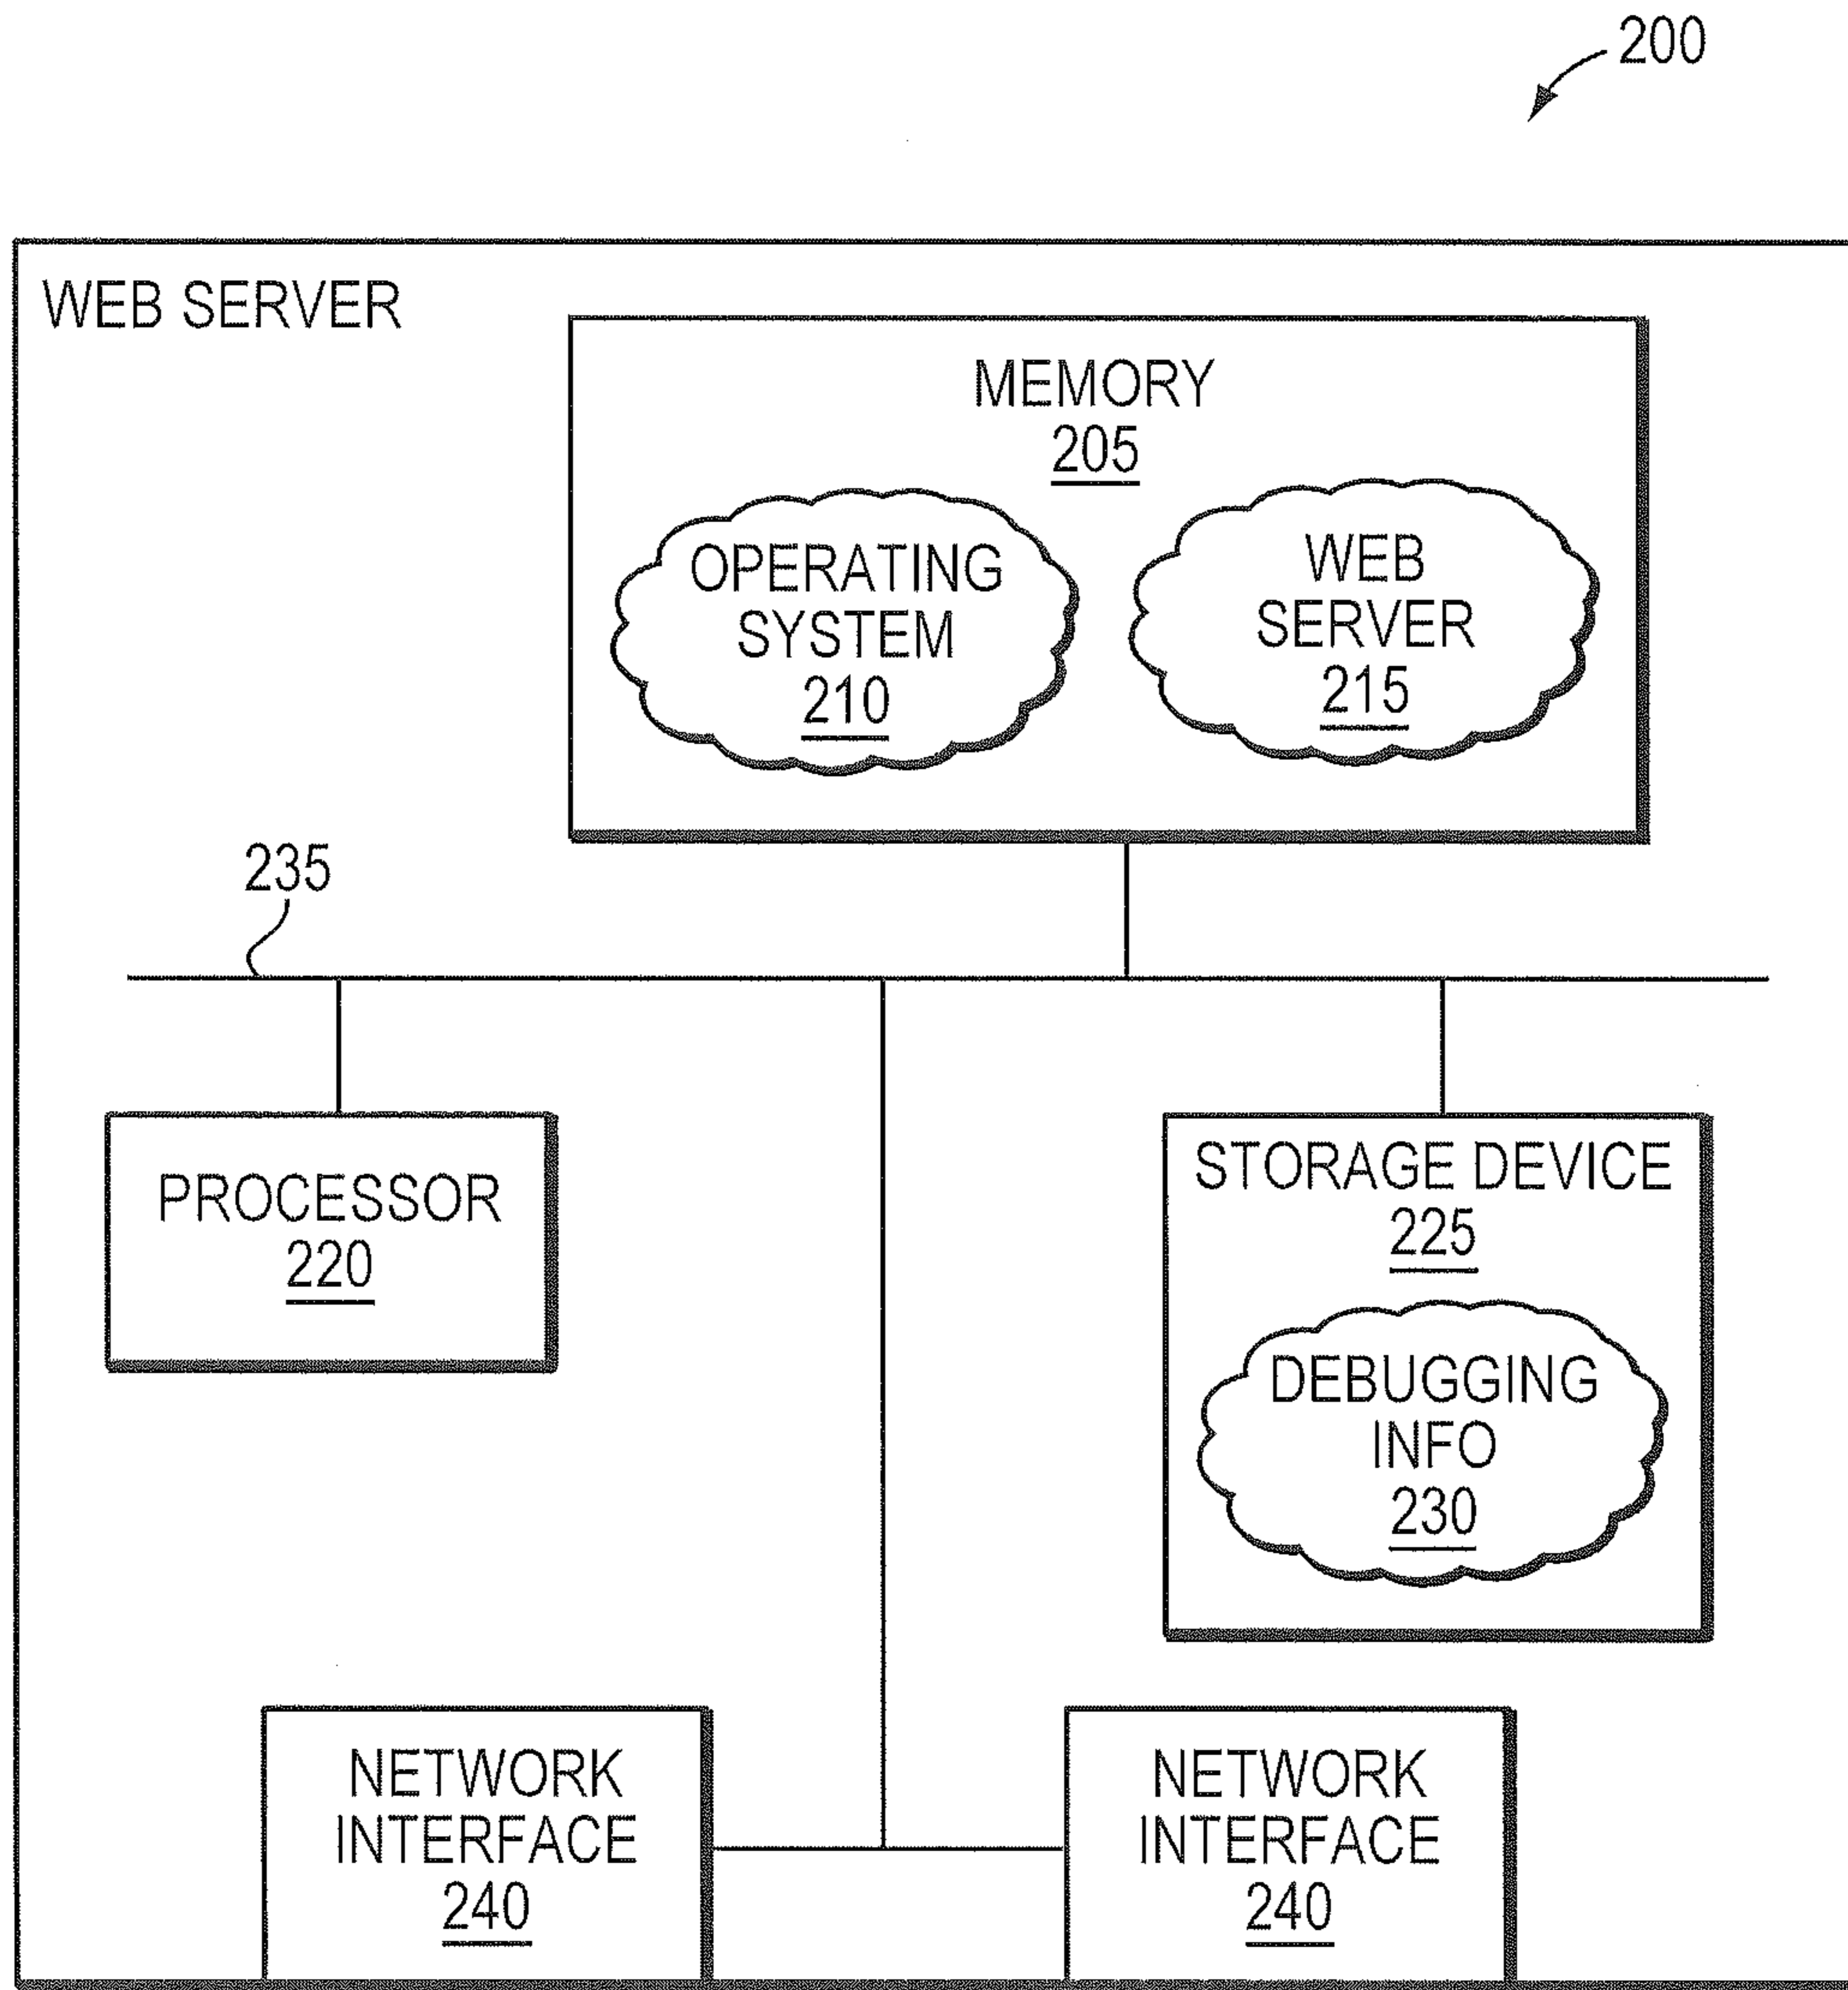 200
WEB SERVER
MEMORY
205
OPERATING
SYSTEM
210
WEB
SERVER
215
235
PROCESSOR
220
STORAGE DEVICE
225
DEBUGGING
INFO
230
NETWORK
INTERFACE
240
NETWORK
INTERFACE
240